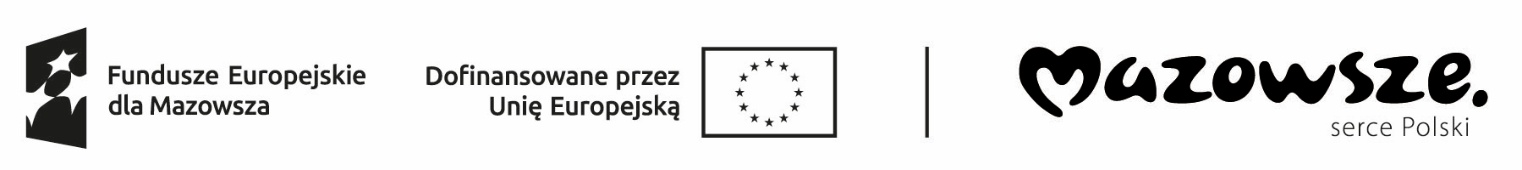 Fundusze Europejskie
dla Mazowsza
Dofinansowane przez
Unię Europejską
Mazowsze.
serce Polski